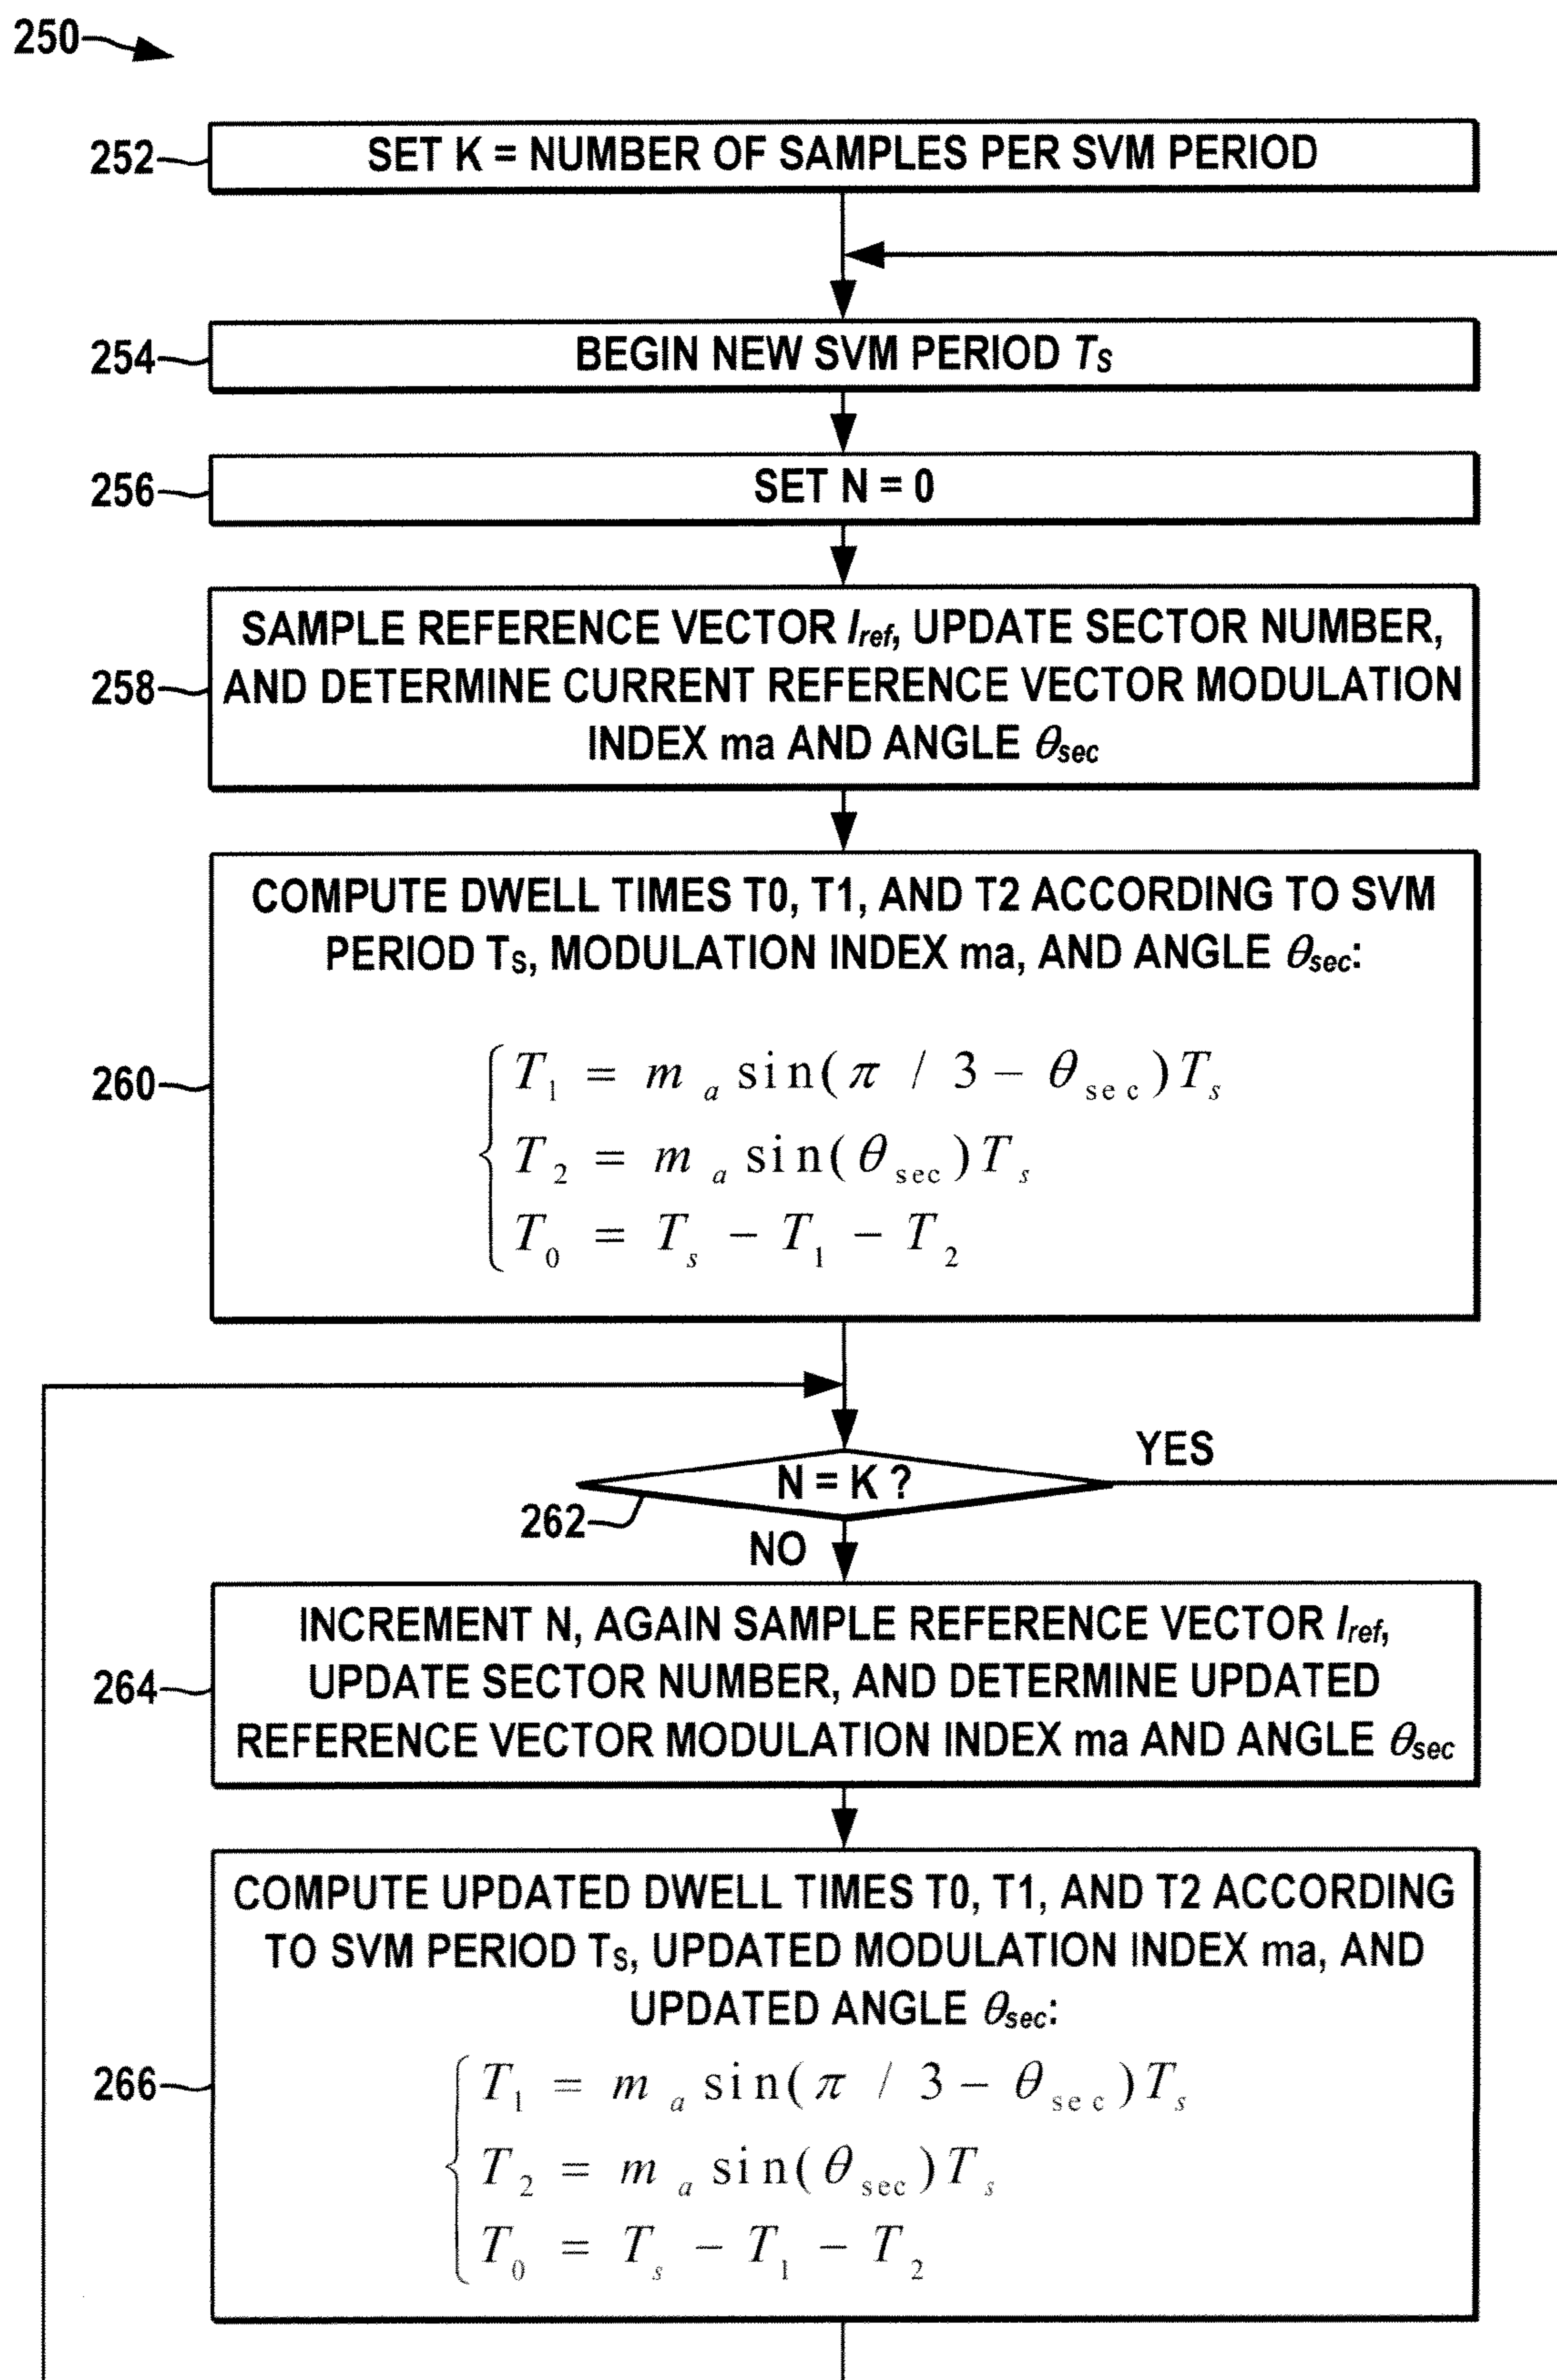 250
252
SET K = NUMBER OF SAMPLES PER SVM PERIOD
254
BEGIN NEW SVM PERIOD Ts
256
SET N = 0
258
SAMPLE REFERENCE VECTOR Iref, UPDATE SECTOR NUMBER,
AND DETERMINE CURRENT REFERENCE VECTOR MODULATION
INDEX ma AND ANGLE θsec
260
COMPUTE DWELL TIMES T0, T1, AND T2 ACCORDING TO SVM
PERIOD Ts, MODULATION INDEX ma, AND ANGLE θsec:
T1 = ma sin(π / 3 − θsec)Ts
T2 = ma sin(θsec)Ts
T0 = Ts − T1 − T2
262
N = K ?
YES
NO
264
INCREMENT N, AGAIN SAMPLE REFERENCE VECTOR Iref,
UPDATE SECTOR NUMBER, AND DETERMINE UPDATED
REFERENCE VECTOR MODULATION INDEX ma AND ANGLE θsec
266
COMPUTE UPDATED DWELL TIMES T0, T1, AND T2 ACCORDING
TO SVM PERIOD Ts, UPDATED MODULATION INDEX ma, AND
UPDATED ANGLE θsec:
T1 = ma sin(π / 3 − θsec)Ts
T2 = ma sin(θsec)Ts
T0 = Ts − T1 − T2